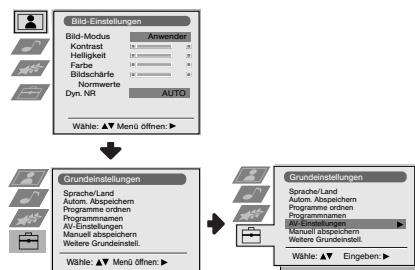 Bild-Einstellungen
Bild-Modus Anwender
Kontrast
Helligkeit
Farbe
Bildschärfe
Normwerte
Dyn. NR AUTO
Wähle: ▲▼ Menü öffnen: ►
Grundeinstellungen
Sprache/Land
Autom. Abspeichern
Programme ordnen
Programmnamen
AV-Einstellungen
Manuell abspeichern
Weitere Grundeinstell.
Wähle: ▲▼ Menü öffnen: ►
Grundeinstellungen
Sprache/Land
Autom. Abspeichern
Programme ordnen
Programmnamen
AV-Einstellungen ►
Manuell abspeichern
Weitere Grundeinstell.
Wähle: ▲▼ Eingeben: ►